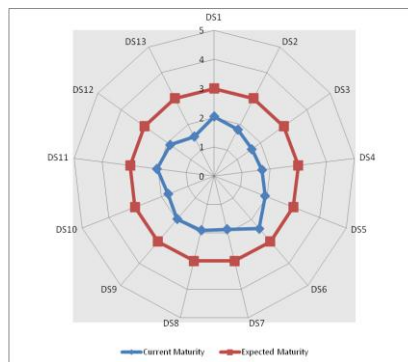 DS1
DS2
DS3
DS4
DS5
DS6
DS7
DS8
DS9
DS10
DS11
DS12
DS13
5
4
3
2
1
0
Current Maturity
Expected Maturity